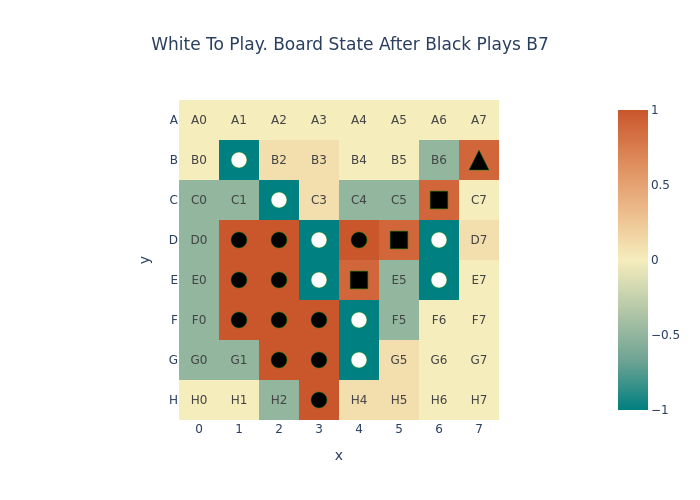 White To Play. Board State After Black Plays B7
A A0 A1 A2 A3 A4 A5 A6 A7 1
B B0 B2 B3 B4 B5 B6
C C0 C1 C3 C4 C5 C7 0.5
D D0 D7
y 0
E E0 E5 E7
F F0 F5 F6 F7 −0.5
G G0 G1 G5 G6 G7
H H0 H1 H2 H4 H5 H6 H7 −1
0 1 2 3 4 5 6 7
x